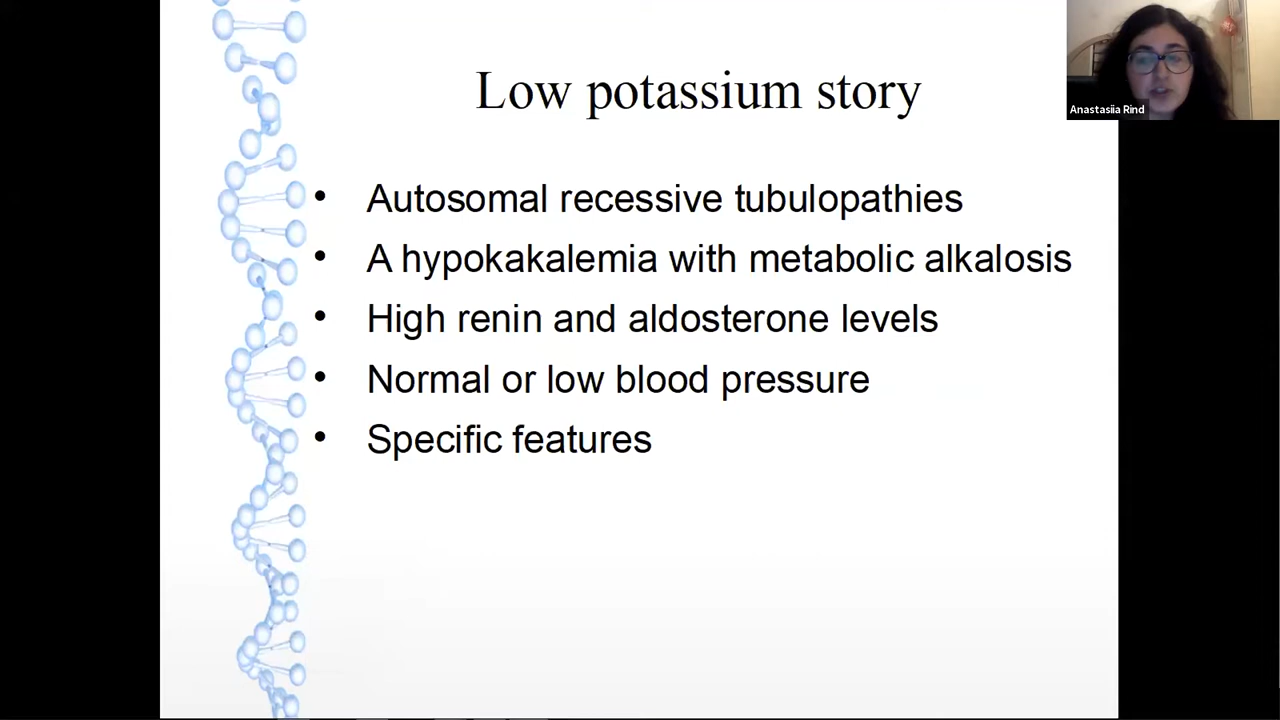 Low potassium story
Anastasiia Rind
• Autosomal recessive tubulopathies
• A hypokakalemia with metabolic alkalosis
• High renin and aldosterone levels
• Normal or low blood pressure
• Specific features